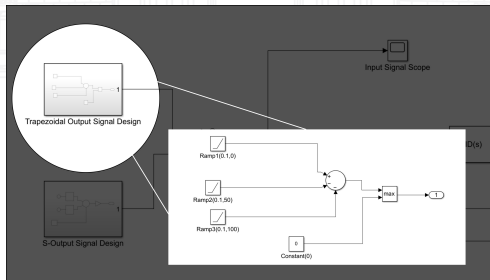 Input Signal Scope
1
Trapezoidal Output Signal Design
ID(s)
Ramp1(0.1,0)
+
−
−
max
1
Ramp2(0.1,50)
1
Ramp3(0.1,100)
0
S-Output Signal Design
Constant(0)